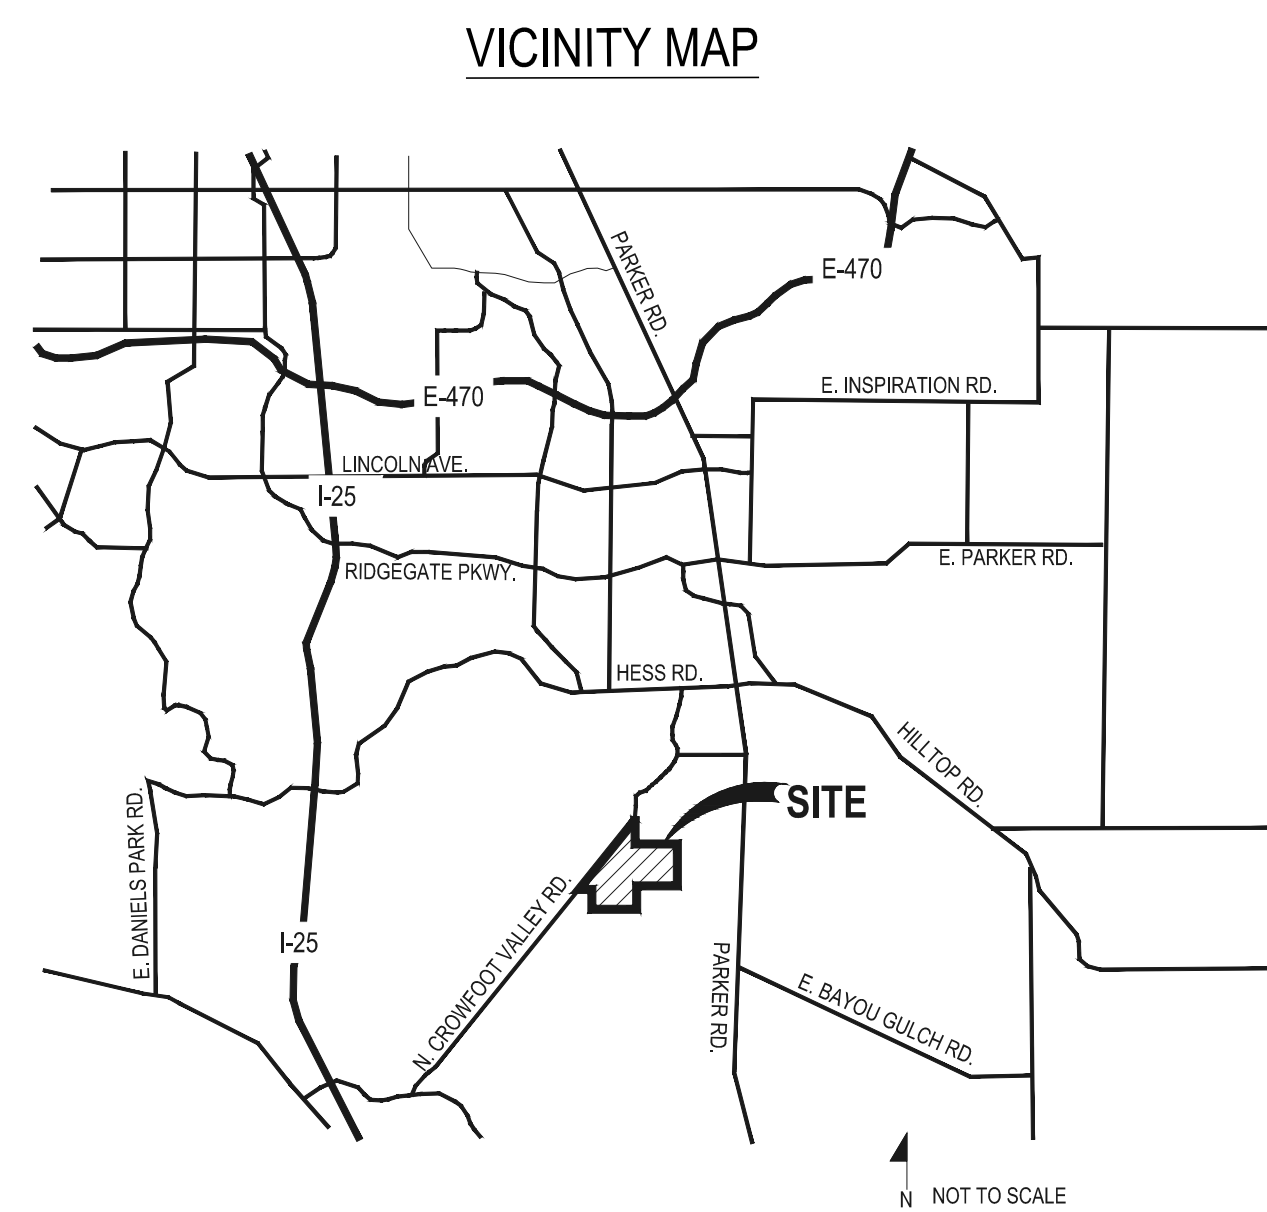 VICINITY MAP
PARKER RD.
E-470
E-470
E. INSPIRATION RD.
LINCOLN AVE.
I-25
E. PARKER RD.
RIDGEGATE PKWY.
HESS RD.
HILLTOP RD.
SITE
E. DANIELS PARK RD.
N. CROWFOOT VALLEY RD.
I-25
PARKER RD.
E. BAYOU GULCH RD.
N
NOT TO SCALE